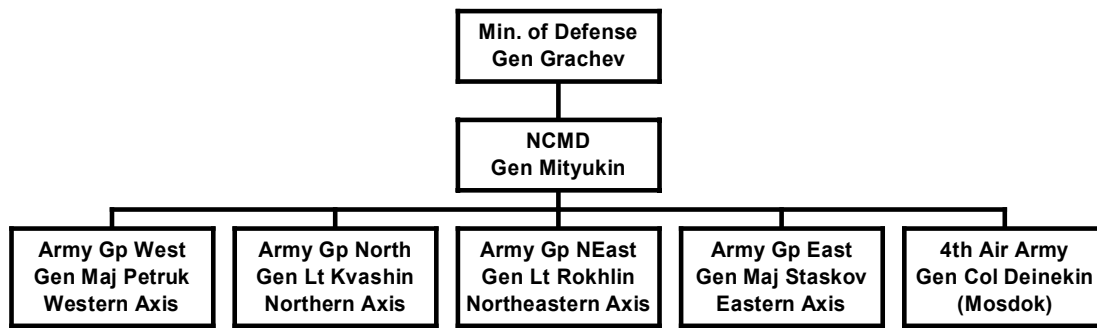 Min. of Defense
Gen Grachev
NCMD
Gen Mityukin
Army Gp West
Gen Maj Petruk
Western Axis
Army Gp North
Gen Lt Kvashin
Northern Axis
Army Gp NEast
Gen Lt Rokhlin
Northeastern Axis
Army Gp East
Gen Maj Staskov
Eastern Axis
4th Air Army
Gen Col Deinekin
(Mosdok)